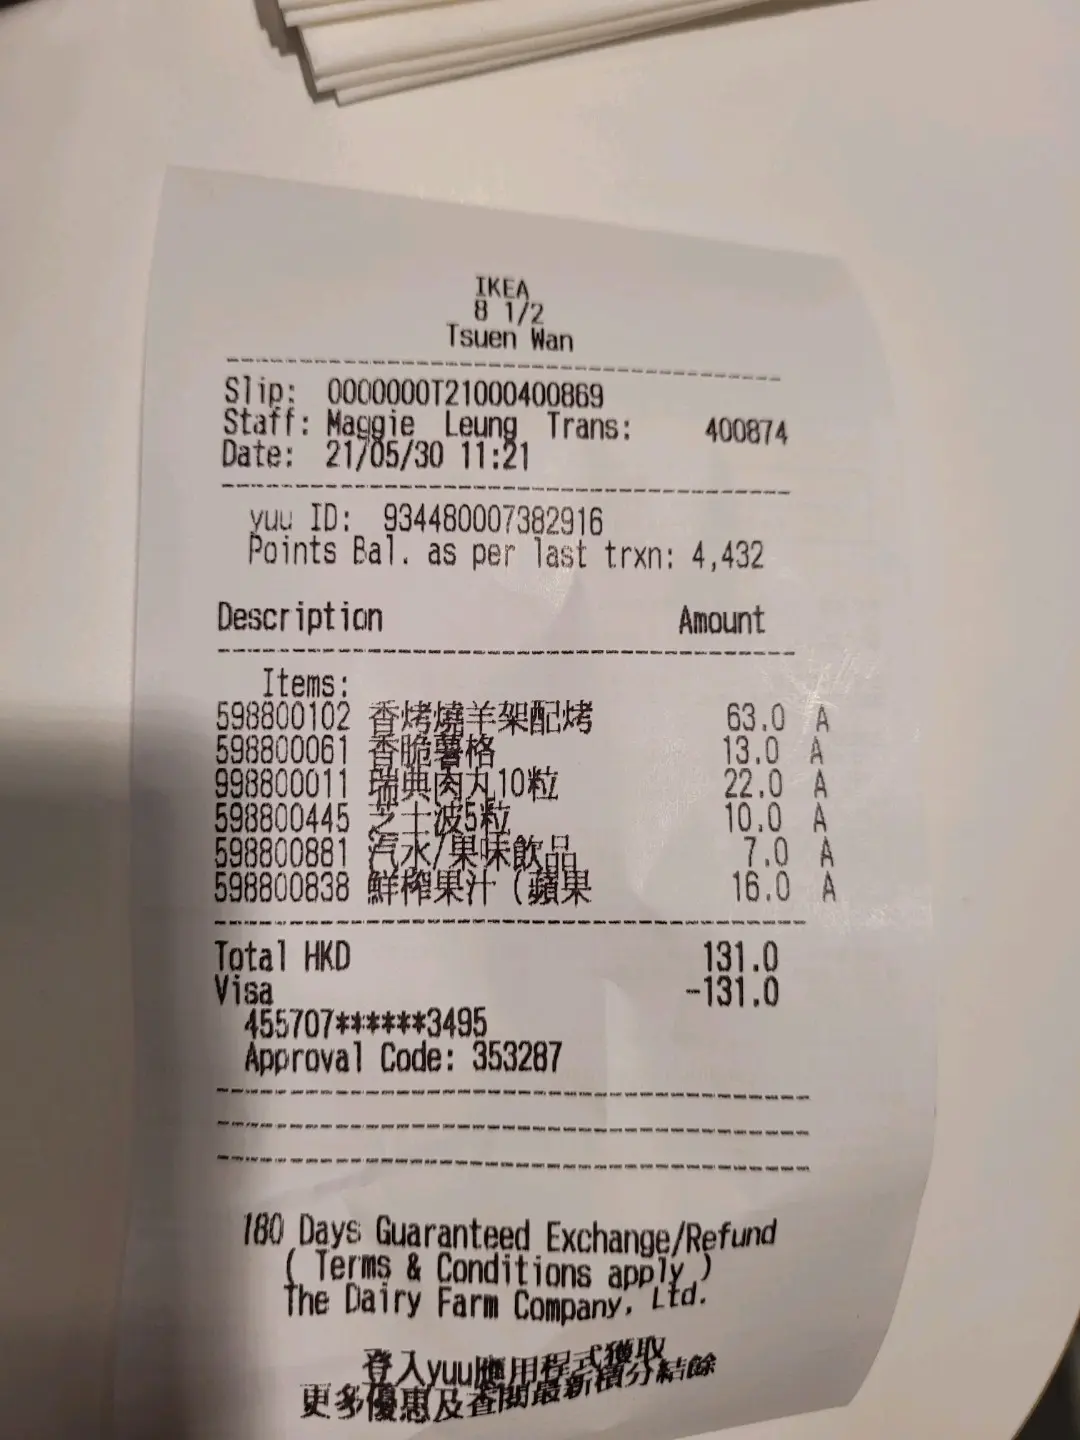 IKEA
8 1/2
Tsuen Wan
Slip: 0000000T21000400869
Staff: Maggie Leung Trans: 400874
Date: 21/05/30 11:21
yuu ID: 934480007382916
Points Bal. as per last trxn: 4,432
Description Amount
Items:
598800102 香烤燒羊架配烤 63.0 A
598800061 香脆薯格 13.0 A
998800011 瑞典肉丸10粒 22.0 A
598800445 芝士波5粒 10.0 A
598800881 汽水/果味飲品 7.0 A
598800838 鮮榨果汁 (蘋果 16.0 A
Total HKD 131.0
Visa -131.0
455707******3495
Approval Code: 353287
180 Days Guaranteed Exchange/Refund
( Terms & Conditions apply )
The Dairy Farm Company, Ltd.
登入yuu應用程式獲取
更多優惠及查閱最新積分結餘